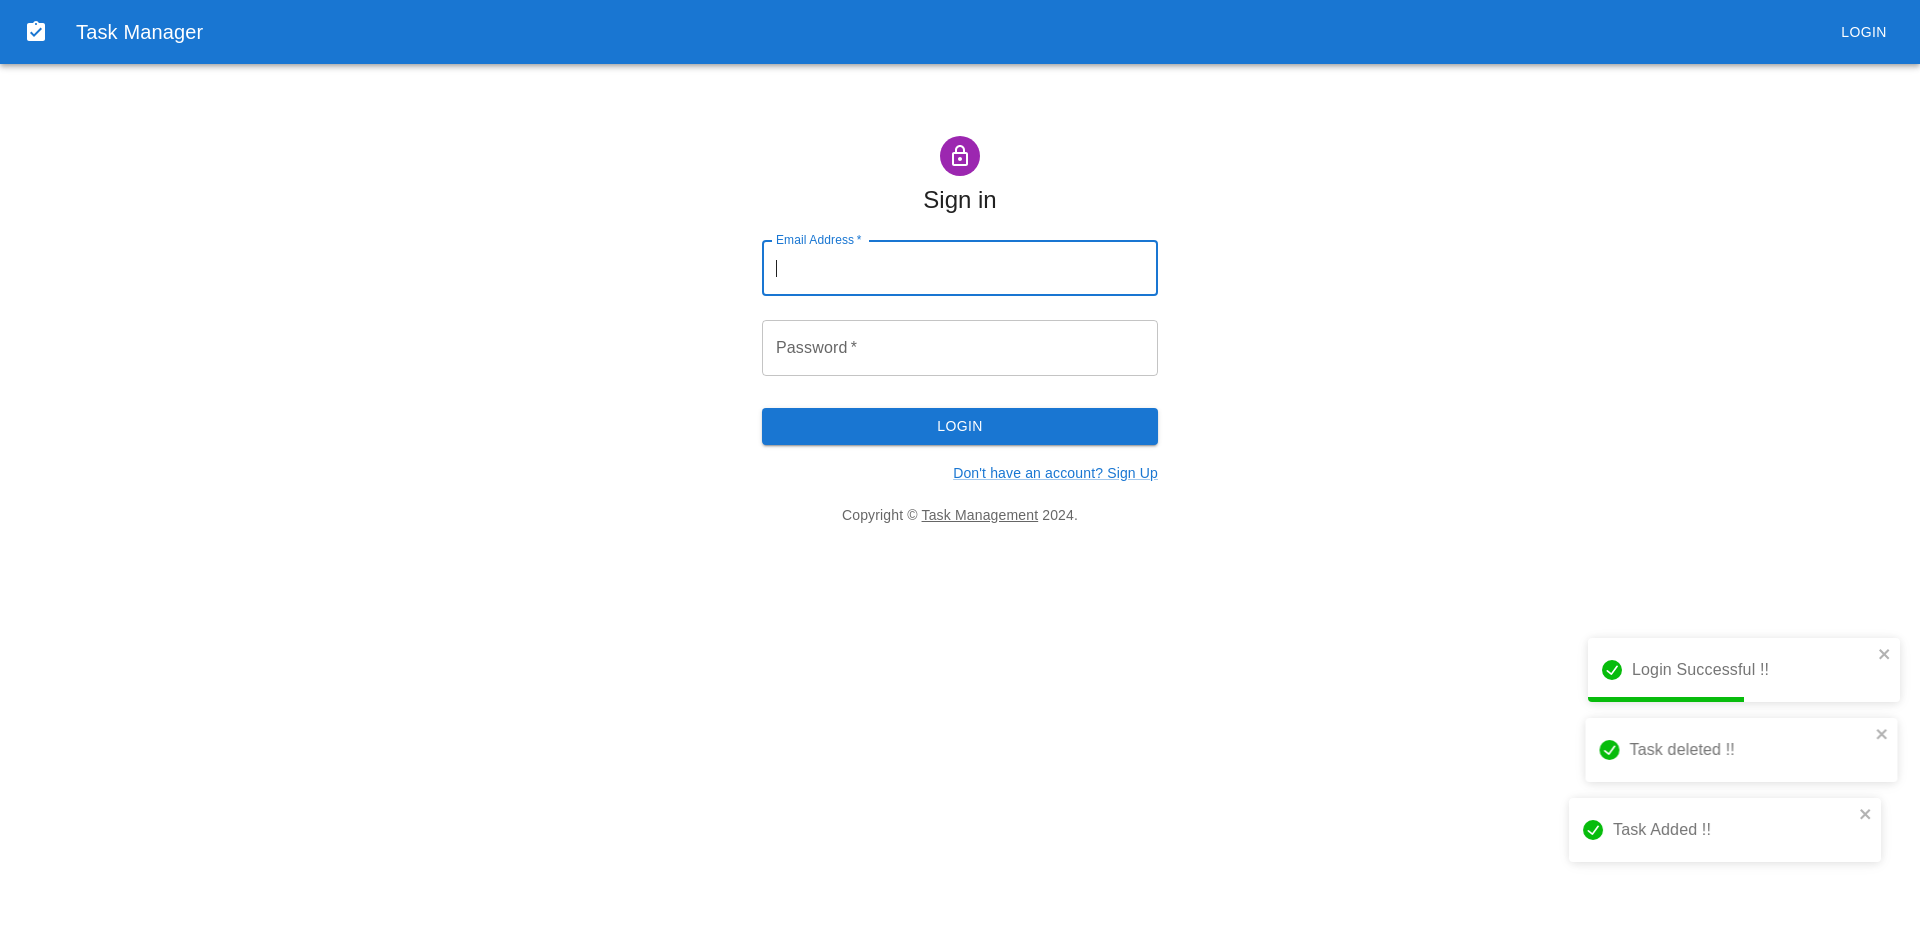 Task Manager
LOGIN
Sign in
Email Address *
Password *
LOGIN
Don't have an account? Sign Up
Copyright © Task Management 2024.
Login Successful !!
Task deleted !!
Task Added !!